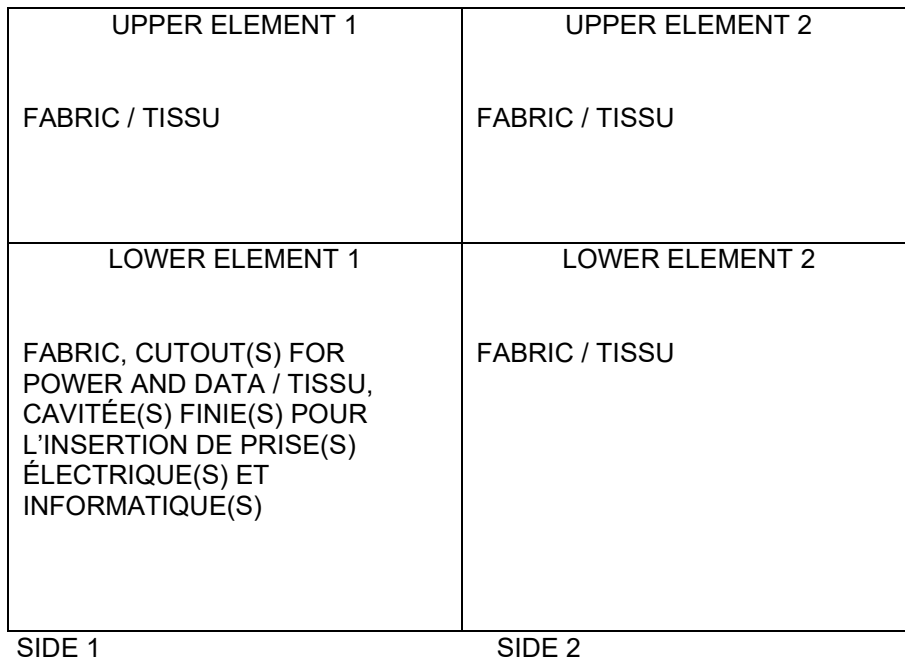 UPPER ELEMENT 1
UPPER ELEMENT 2
FABRIC / TISSU
FABRIC / TISSU
LOWER ELEMENT 1
LOWER ELEMENT 2
FABRIC, CUTOUT(S) FOR
POWER AND DATA / TISSU,
CAVITÉE(S) FINIE(S) POUR
L’INSERTION DE PRISE(S)
ÉLECTRIQUE(S) ET
INFORMATIQUE(S)
FABRIC / TISSU
SIDE 1
SIDE 2